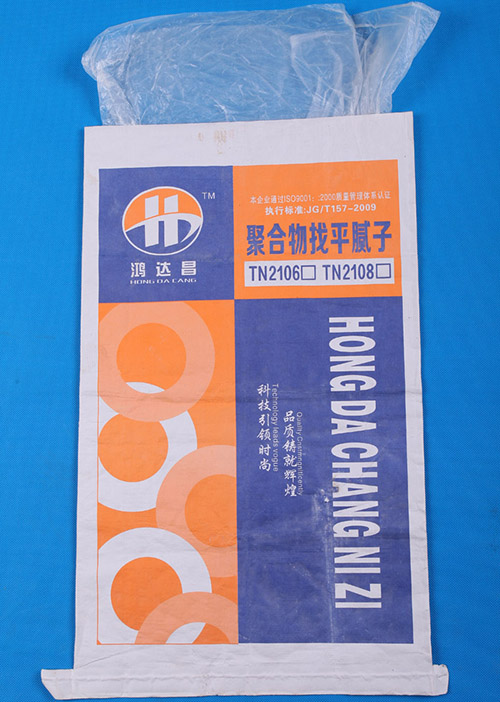 TM
鸿达昌
HONG DA CANG
本企业通过ISO9001：:2000质量管理体系认证
执行标准:JG/T157-2009
聚合物找平腻子
TN2106□ TN2108□
HONG DA CHANG NI ZI
品质铸就辉煌
Quality
Technology leads vogue
科技引领时尚